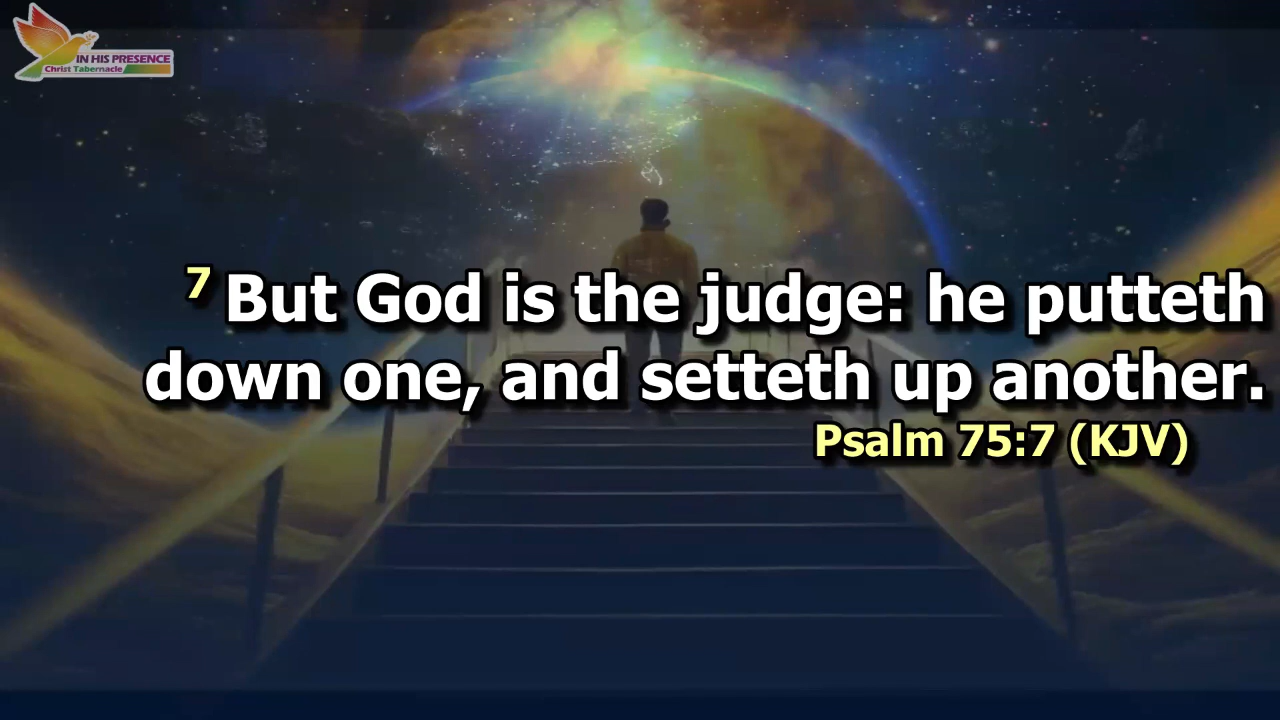 IN HIS PRESENCE
Christ Tabernacle
7 But God is the judge: he putteth
down one, and setteth up another.
Psalm 75:7 (KJV)